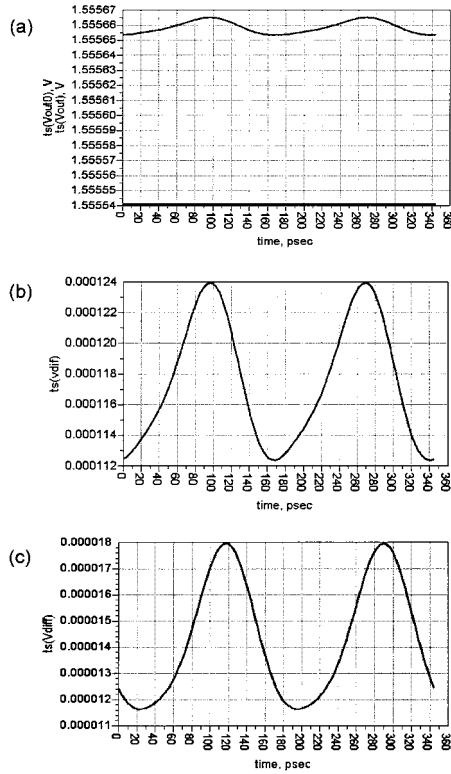 (a)
1.55567
1.55566
1.55565
1.55564
1.55563
1.55562
1.55561
1.55560
1.55559
1.55558
1.55557
1.55556
1.55555
1.55554
ts(Vout0), V
ts(Vout), V
0 20 40 60 80 100 120 140 160 180 200 220 240 260 280 300 320 340 360
time, psec
(b)
0.000124
0.000122
0.000120
0.000118
0.000116
0.000114
0.000112
ts(vdif)
0 20 40 60 80 100 120 140 160 180 200 220 240 260 280 300 320 340 360
time, psec
(c)
0.000018
0.000017
0.000016
0.000015
0.000014
0.000013
0.000012
0.000011
ts(Vdiff)
0 20 40 60 80 100 120 140 160 180 200 220 240 260 280 300 320 340 360
time, psec